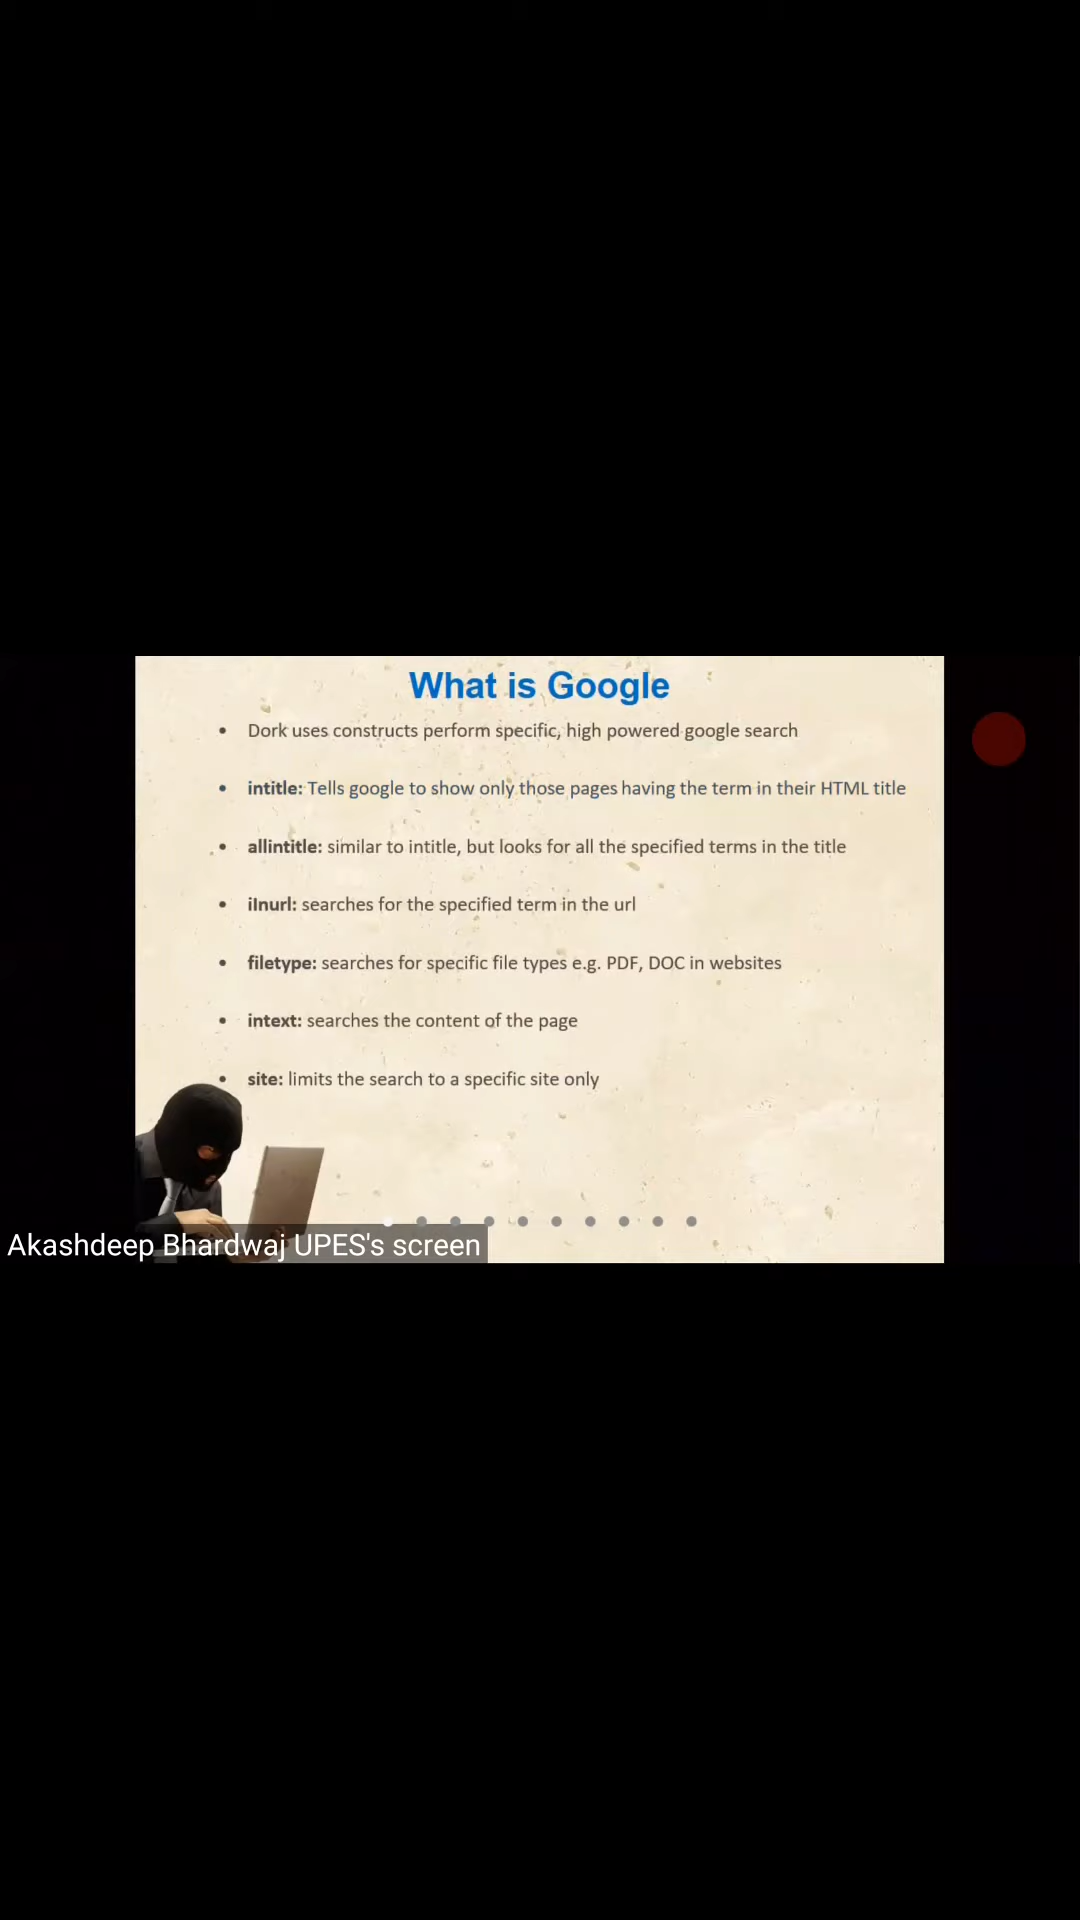 What is Google
• Dork uses constructs perform specific, high powered google search
• intitle: Tells google to show only those pages having the term in their HTML title
• allintitle: similar to intitle, but looks for all the specified terms in the title
• iInurl: searches for the specified term in the url
• filetype: searches for specific file types e.g. PDF, DOC in websites
• intext: searches the content of the page
• site: limits the search to a specific site only
Akashdeep Bhardwaj UPES's screen